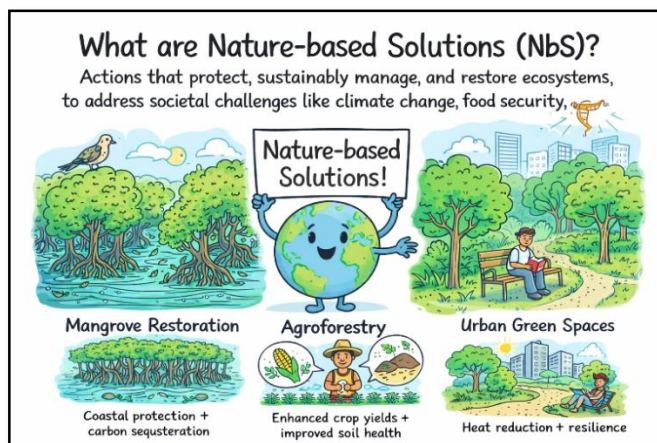 What are Nature-based Solutions (NbS)?
Actions that protect, sustainably manage, and restore ecosystems,
to address societal challenges like climate change, food security,
Nature-based
Solutions!
Mangrove Restoration
Agroforestry
Urban Green Spaces
Coastal protection +
carbon sequsteration
Enhanced crop yields +
improved soil health
Heat reduction + resilience